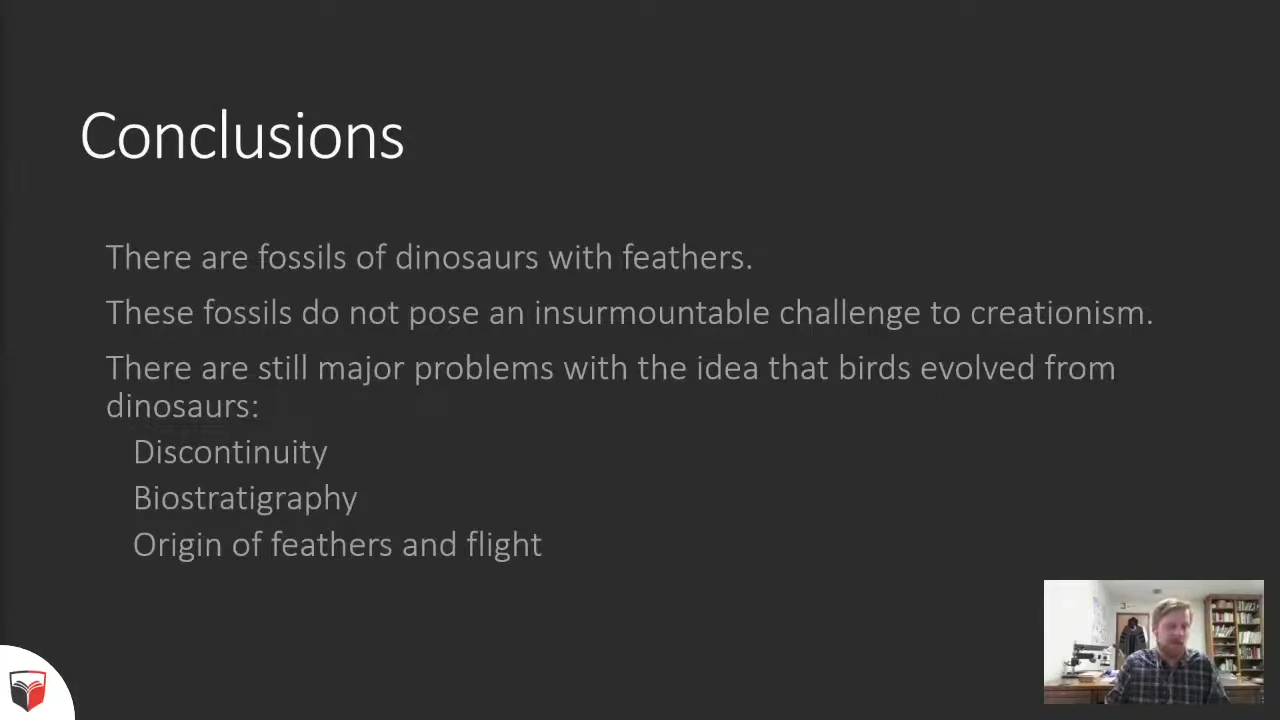 Conclusions
There are fossils of dinosaurs with feathers.
These fossils do not pose an insurmountable challenge to creationism.
There are still major problems with the idea that birds evolved from
dinosaurs:
Discontinuity
Biostratigraphy
Origin of feathers and flight